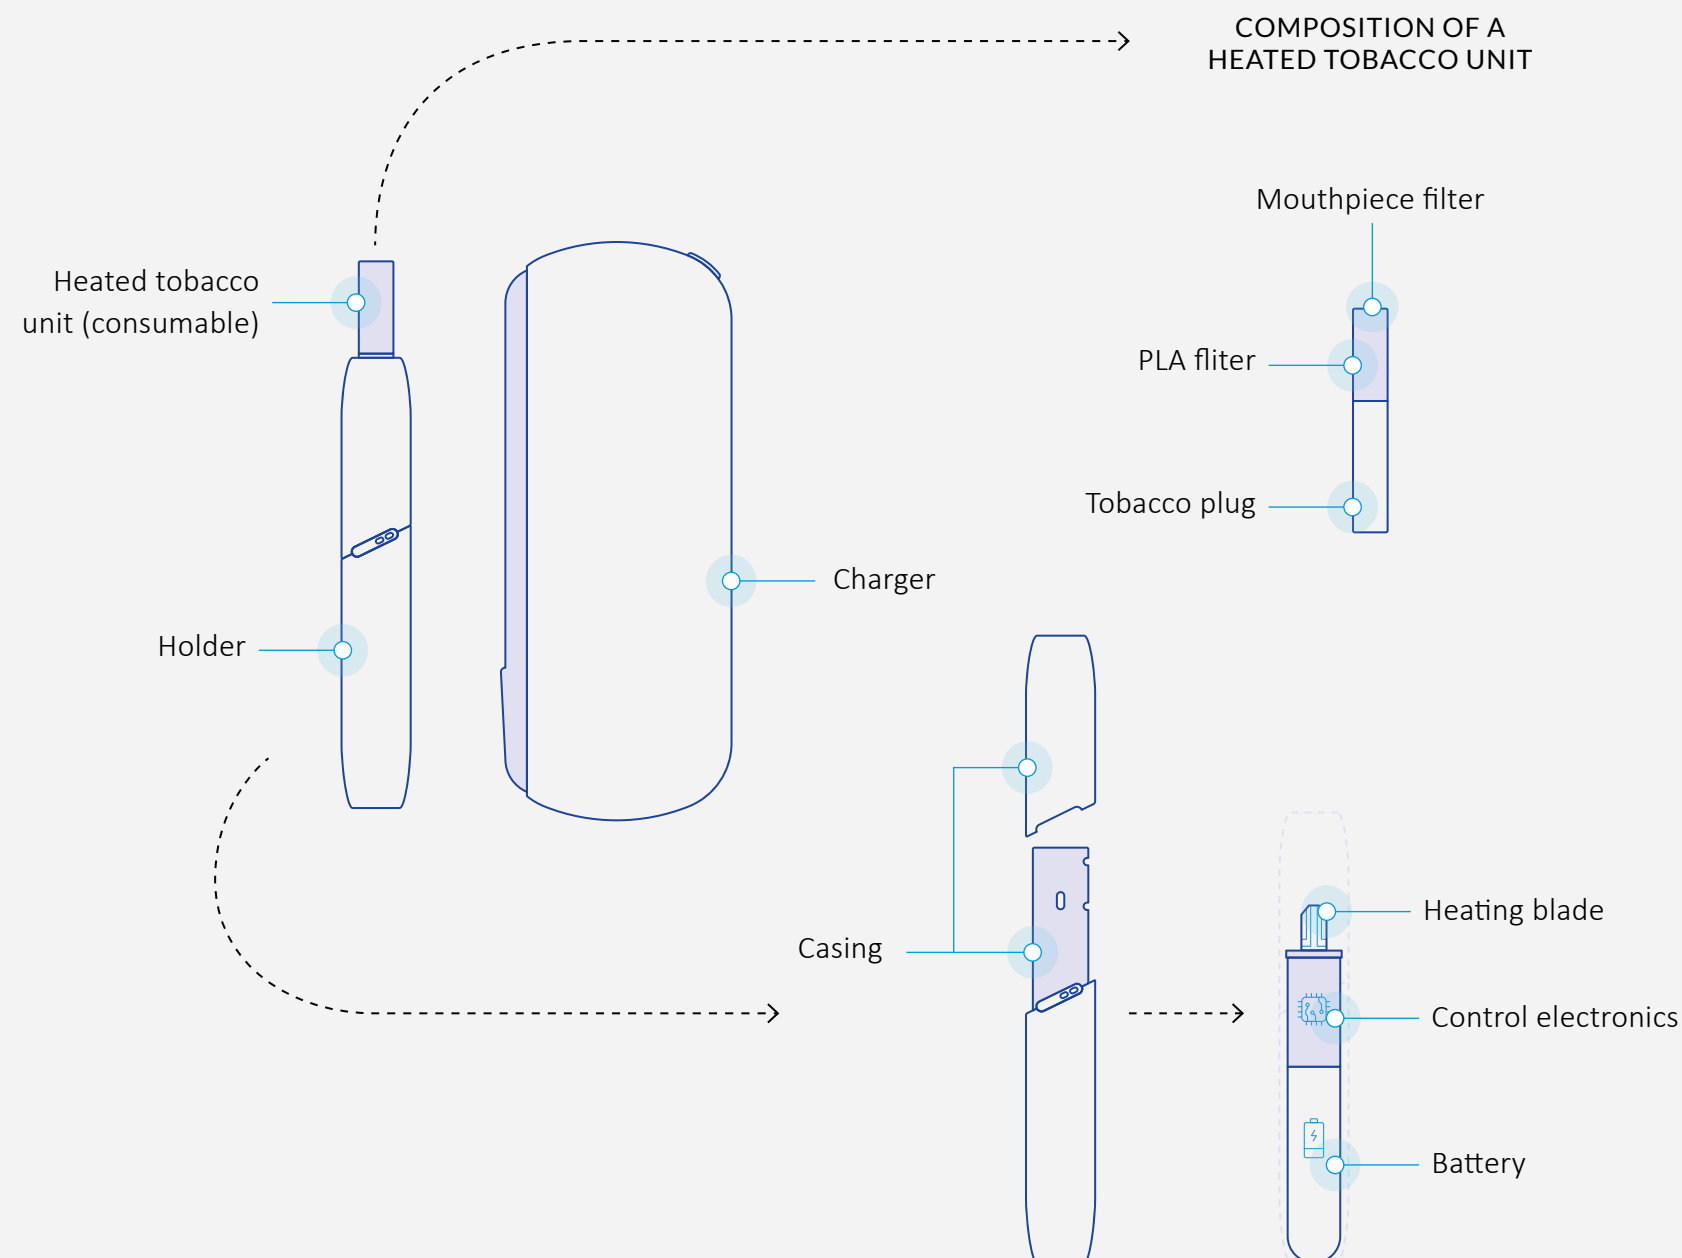 COMPOSITION OF A
HEATED TOBACCO UNIT
Mouthpiece filter
Heated tobacco
unit (consumable)
PLA fliter
Tobacco plug
Charger
Holder
Casing
Heating blade
Control electronics
Battery